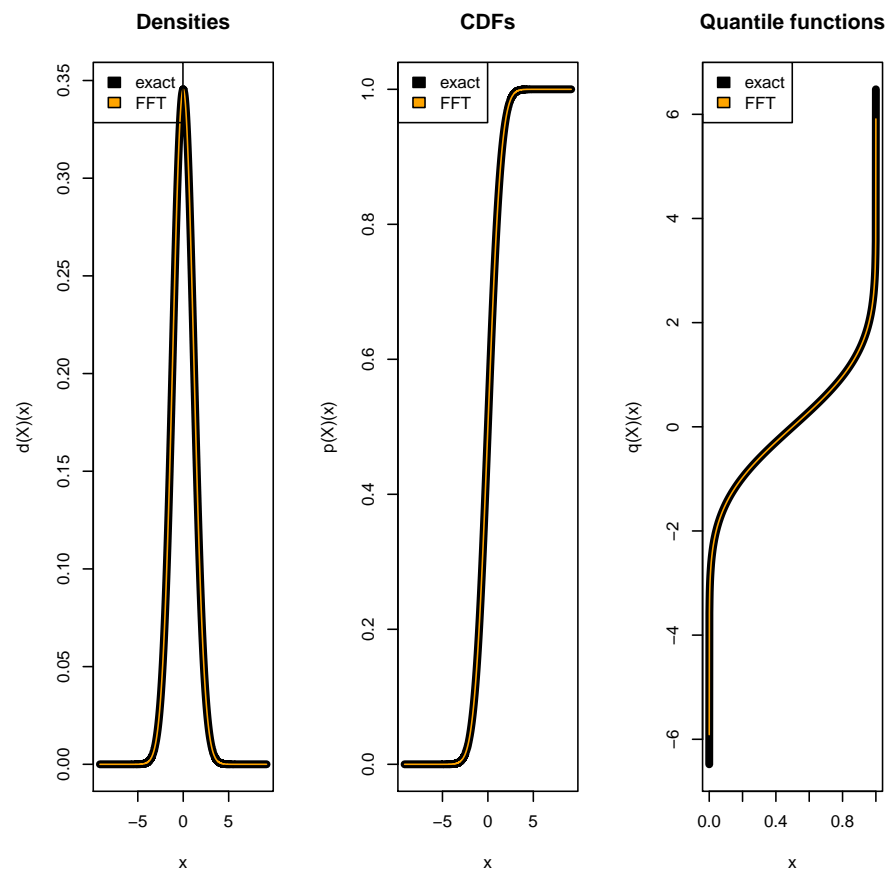 Densities
exact
FFT
0.35
0.30
0.25
0.20
0.15
0.10
0.05
0.00
d(X)(x)
−5 0 5
x
CDFs
exact
FFT
1.0
0.8
0.6
0.4
0.2
0.0
p(X)(x)
−5 0 5
x
Quantile functions
exact
FFT
6
4
2
0
−2
−4
−6
q(X)(x)
0.0 0.4 0.8
x